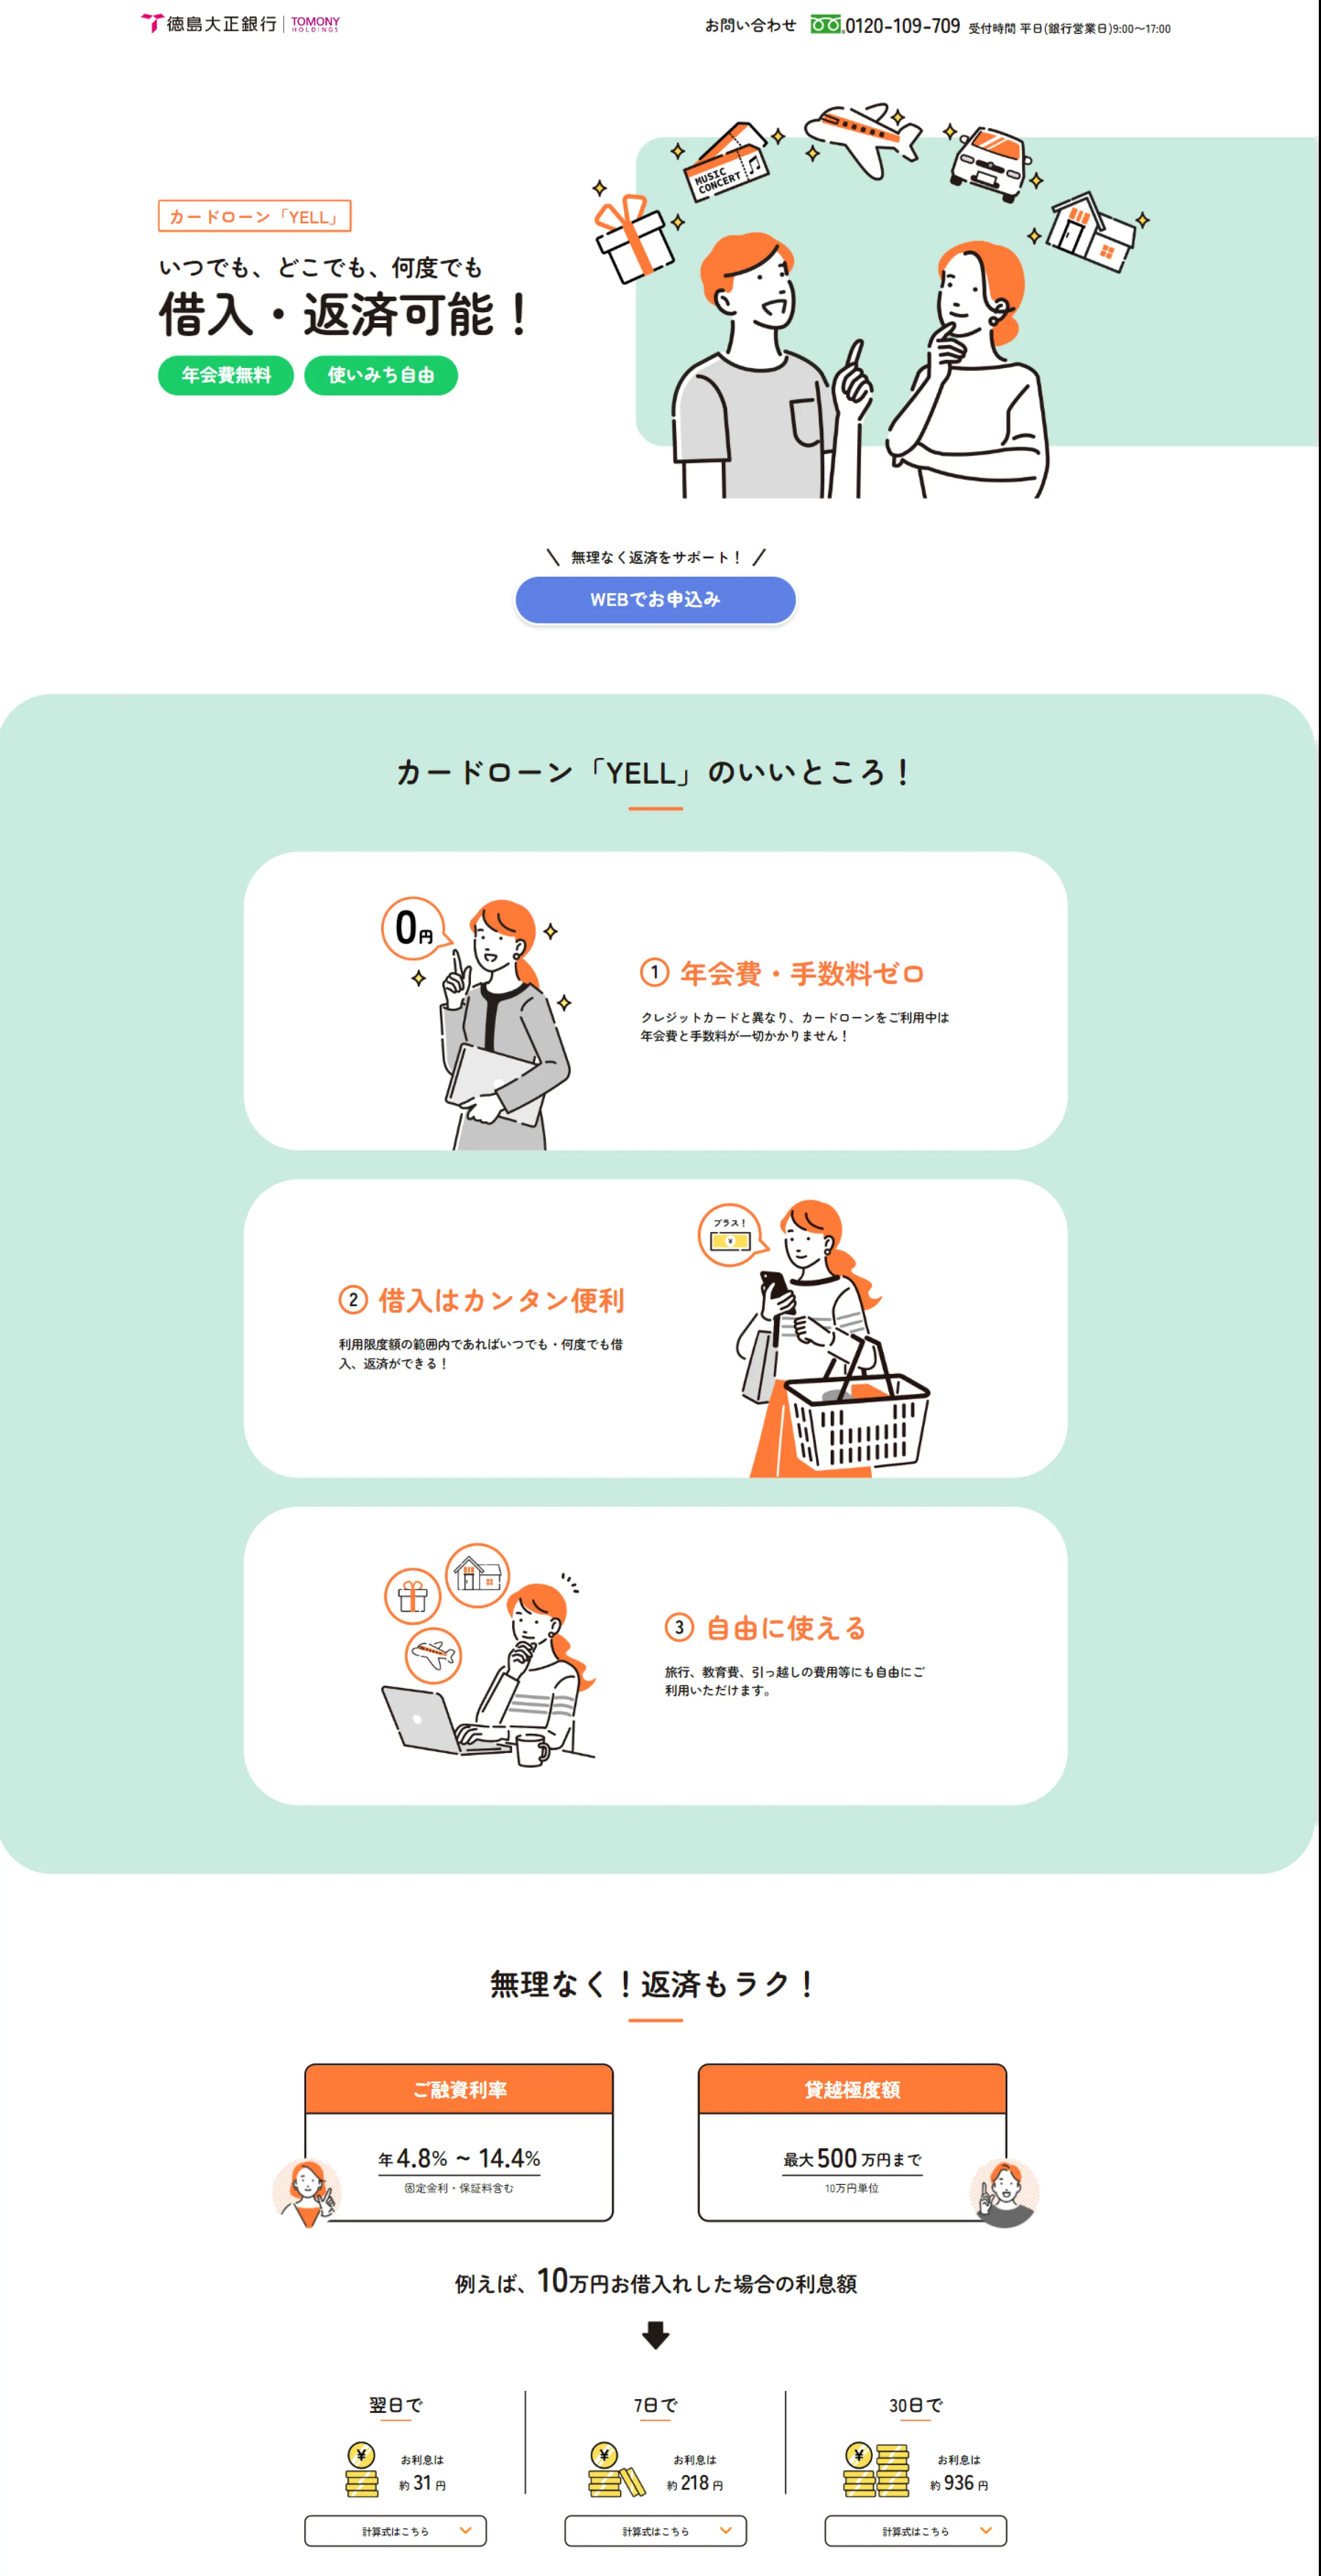 徳島大正銀行 TOMONY HOLDINGS
お問い合わせ 0120-109-709 受付時間 平日(銀行営業日)9:00〜17:00
MUSIC
CONCERT
カードローン「YELL」
いつでも、どこでも、何度でも
借入・返済可能！
年会費無料 使いみち自由
無理なく返済をサポート！
WEBでお申込み
カードローン「YELL」のいいところ！
0円
1 年会費・手数料ゼロ
クレジットカードと異なり、カードローンをご利用中は
年会費と手数料が一切かかりません！
プラス！
¥
2 借入はカンタン便利
利用限度額の範囲内であればいつでも・何度でも借
入、返済ができる！
3 自由に使える
旅行、教育費、引っ越しの費用等にも自由にご
利用いただけます。
無理なく！返済もラク！
ご融資利率
年4.8% ~ 14.4%
固定金利・保証料含む
貸越極度額
最大500万円まで
10万円単位
例えば、10万円お借入れした場合の利息額
翌日で
¥
お利息は
約31円
計算式はこちら
7日で
¥
お利息は
約218円
計算式はこちら
30日で
¥
お利息は
約936円
計算式はこちら